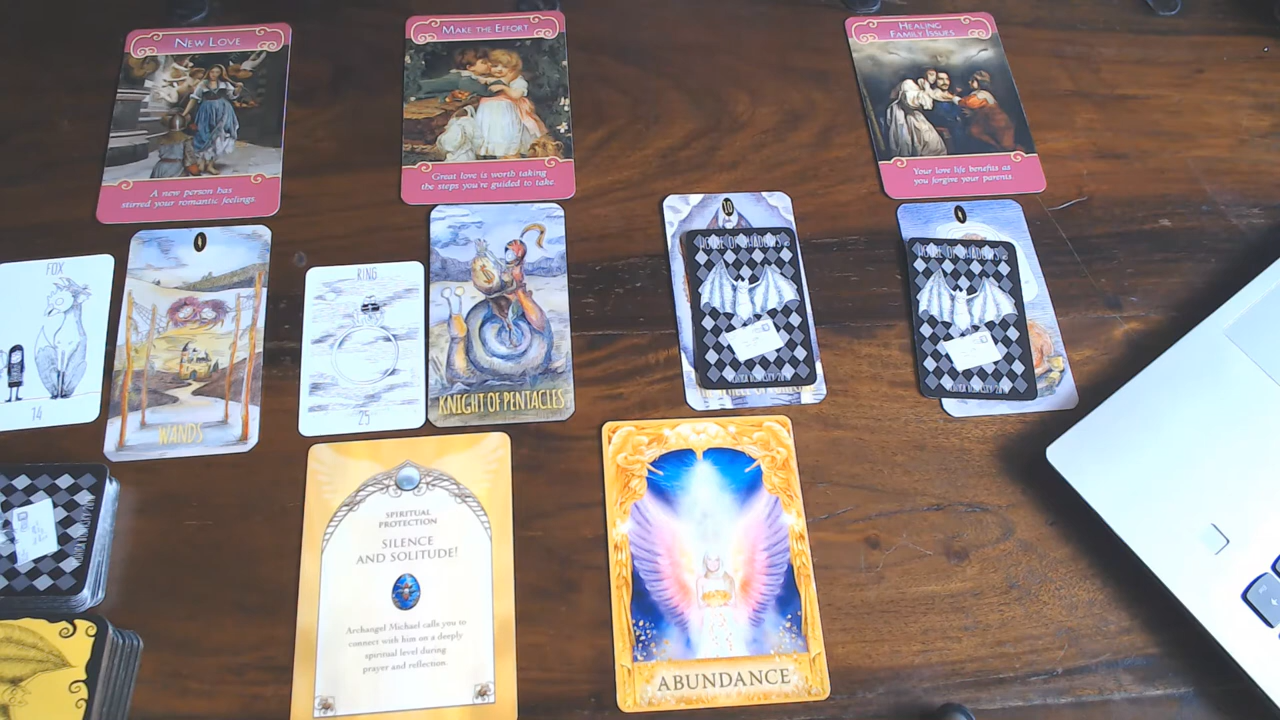 NEW LOVE
A new person has
stirred your romantic feelings.
MAKE THE EFFORT
Great love is worth taking
the steps you're guided to take.
HEALING
FAMILY ISSUES
Your love life benefits as
you forgive your parents.
FOX
14
WANDS
RING
25
KNIGHT OF PENTACLES
10
HOUSE OF SHADOWS
HOUSE OF SHADOWS
SPIRITUAL
PROTECTION
SILENCE
AND SOLITUDE!
Archangel Michael calls you to
connect with him on a deeply
spiritual level during
prayer and reflection.
ABUNDANCE